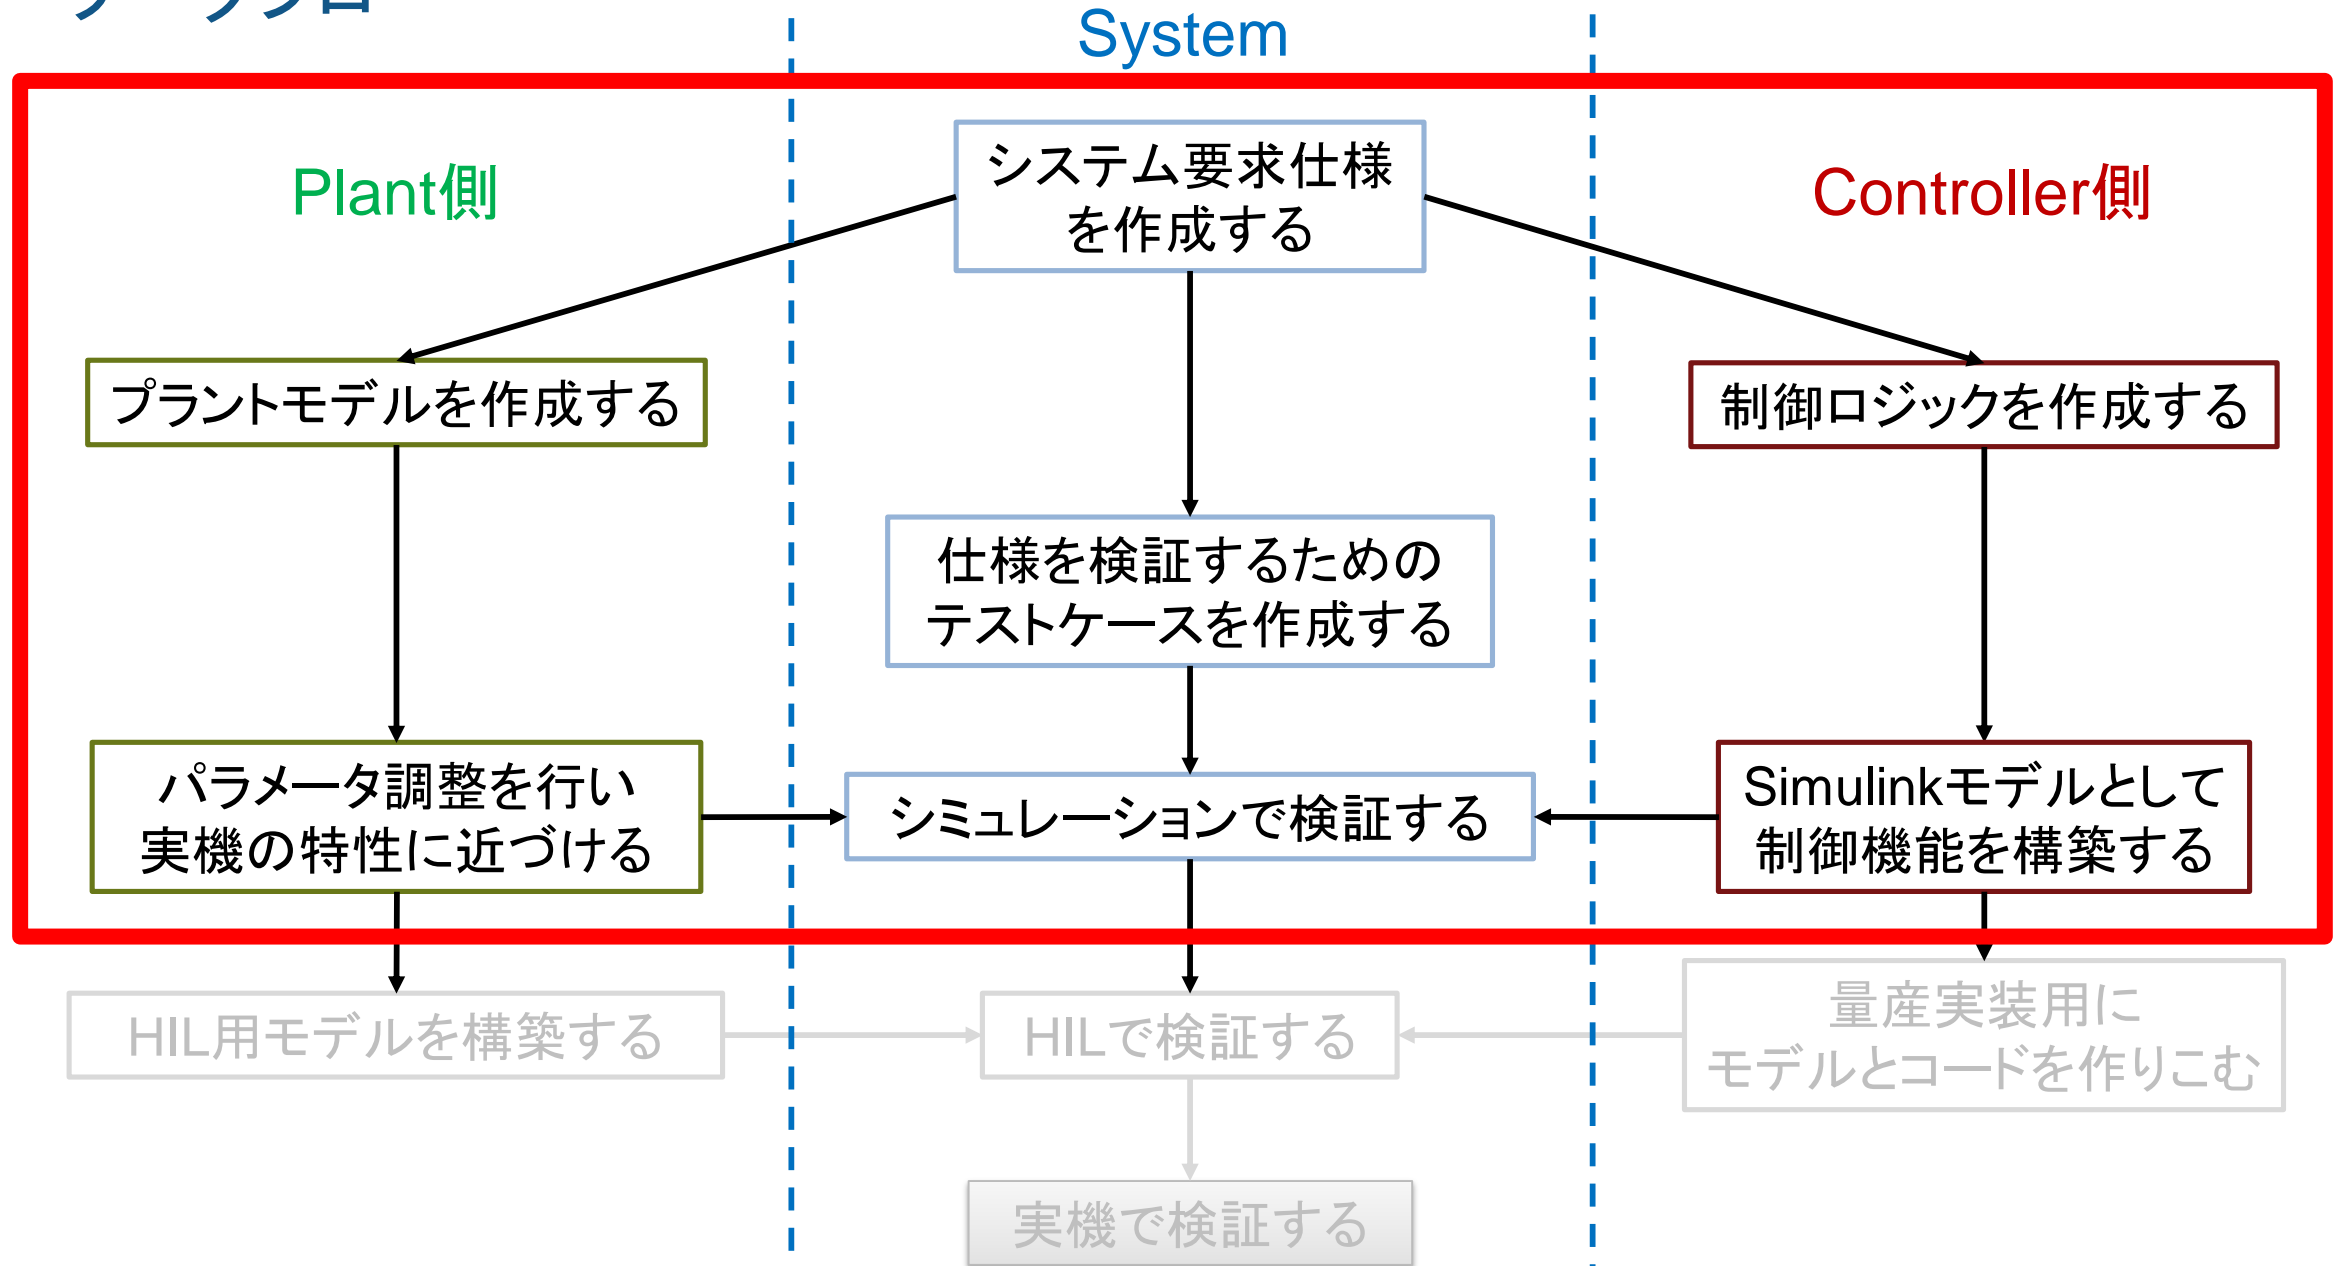 System
Plant側
システム要求仕様
を作成する
Controller側
プラントモデルを作成する
制御ロジックを作成する
仕様を検証するための
テストケースを作成する
パラメータ調整を行い
実機の特性に近づける
シミュレーションで検証する
Simulinkモデルとして
制御機能を構築する
HIL用モデルを構築する
HILで検証する
量産実装用に
モデルとコードを作りこむ
実機で検証する